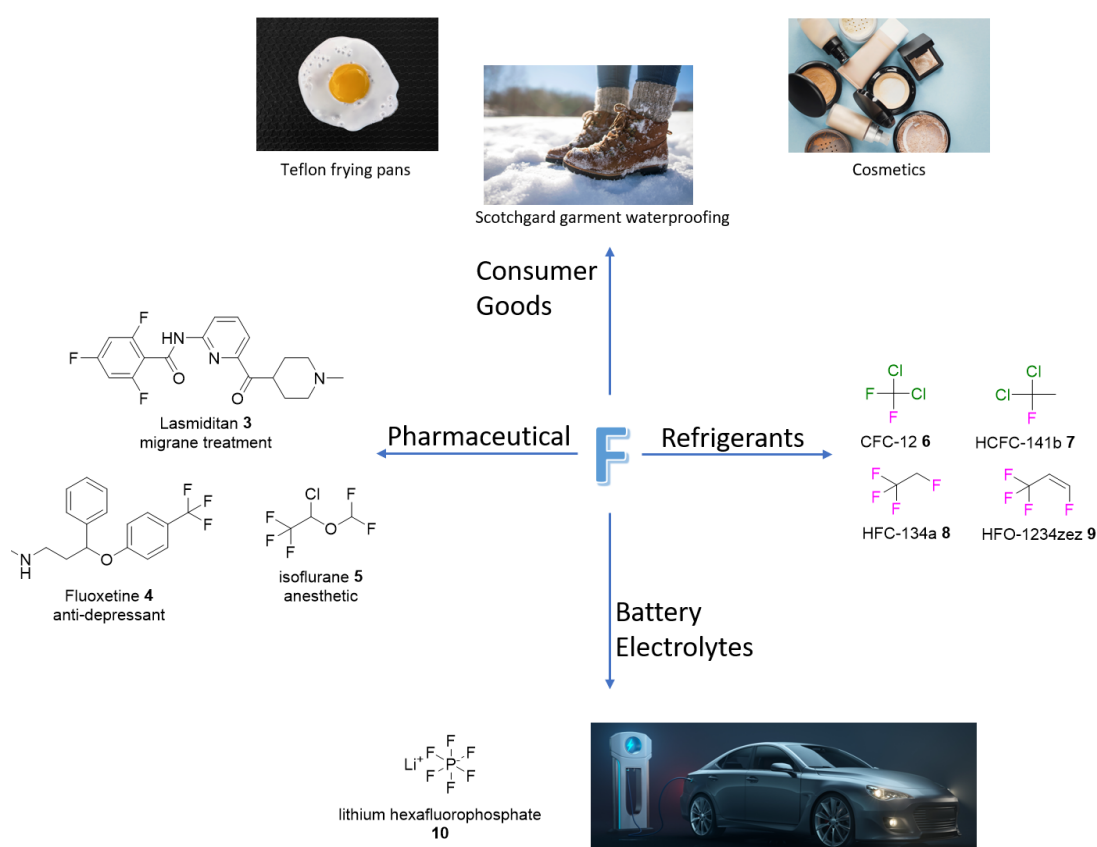 Teflon frying pans
Scotchgard garment waterproofing
Cosmetics
Consumer
Goods
F
F
F
HN
N
O
O
N
Lasmiditan 3
migrane treatment
Pharmaceutical
F
Refrigerants
Cl
F
Cl
F
CFC-12 6
Cl
Cl
F
HCFC-141b 7
F
F
F
F
HFC-134a 8
F
F
F
F
HFO-1234zez 9
F
F
F
O
N
H
Fluoxetine 4
anti-depressant
Cl
F
F
F
O
F
F
isoflurane 5
anesthetic
Battery
Electrolytes
Li+
F
F
F
P
F
F
F
lithium hexafluorophosphate
10